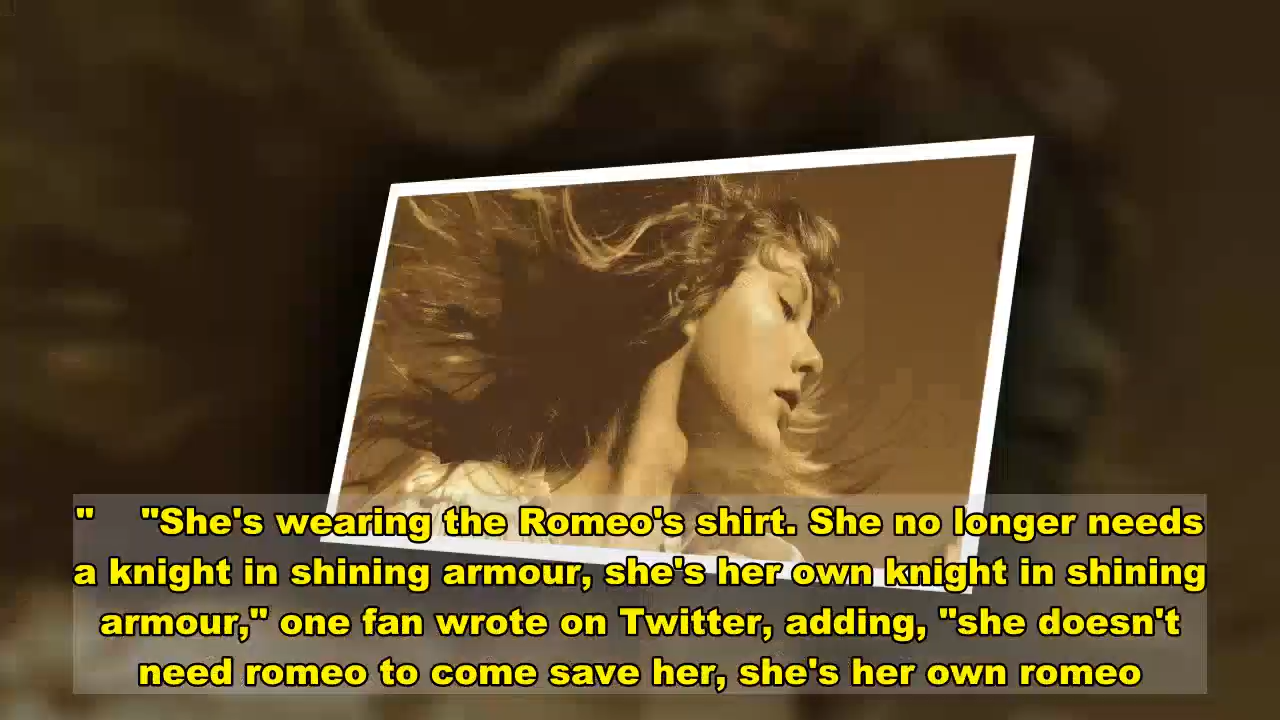 "    "She's wearing the Romeo's shirt. She no longer needs
a knight in shining armour, she's her own knight in shining
armour," one fan wrote on Twitter, adding, "she doesn't
need romeo to come save her, she's her own romeo